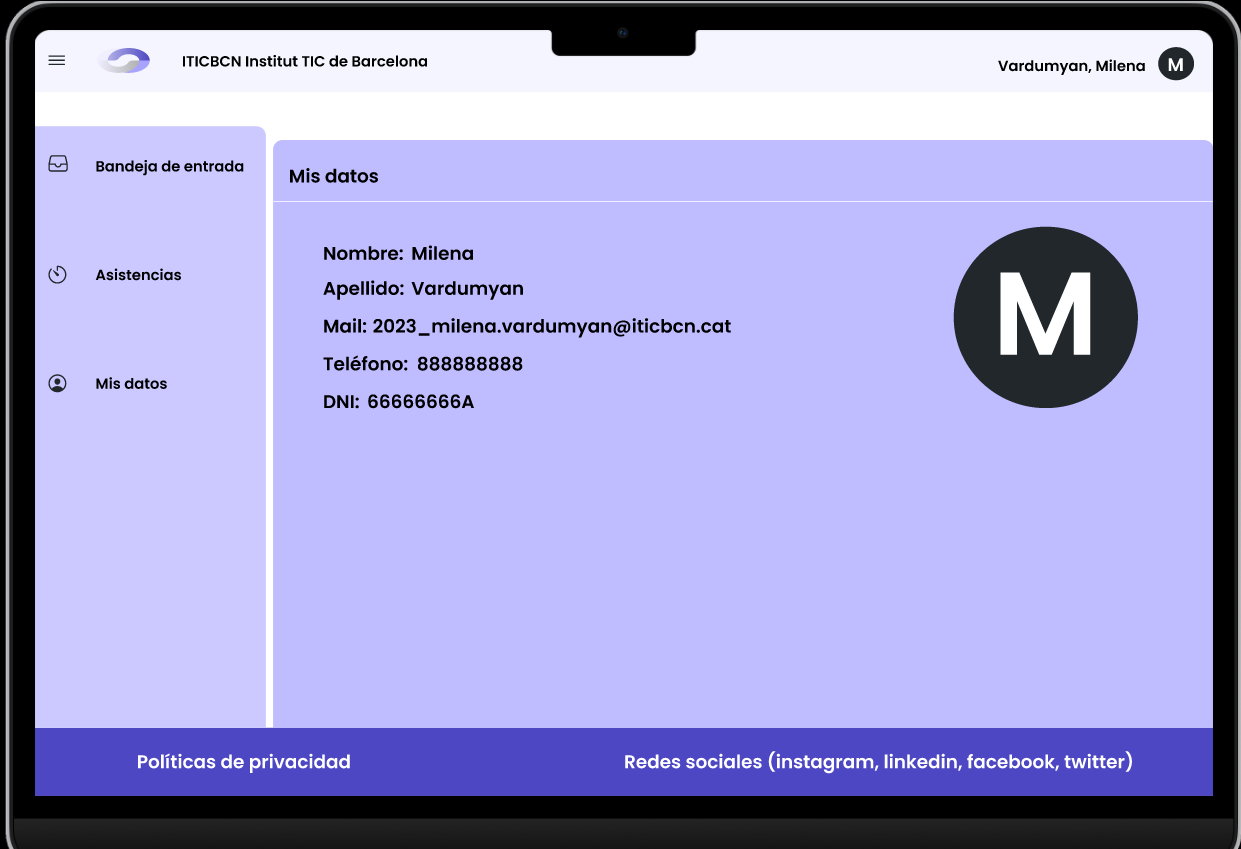 ITICBCN Institut TIC de Barcelona
Vardumyan, Milena
M
Bandeja de entrada
Asistencias
Mis datos
Mis datos
Nombre: Milena
Apellido: Vardumyan
Mail: 2023_milena.vardumyan@iticbcn.cat
Teléfono: 888888888
DNI: 66666666A
M
Políticas de privacidad
Redes sociales (instagram, linkedin, facebook, twitter)